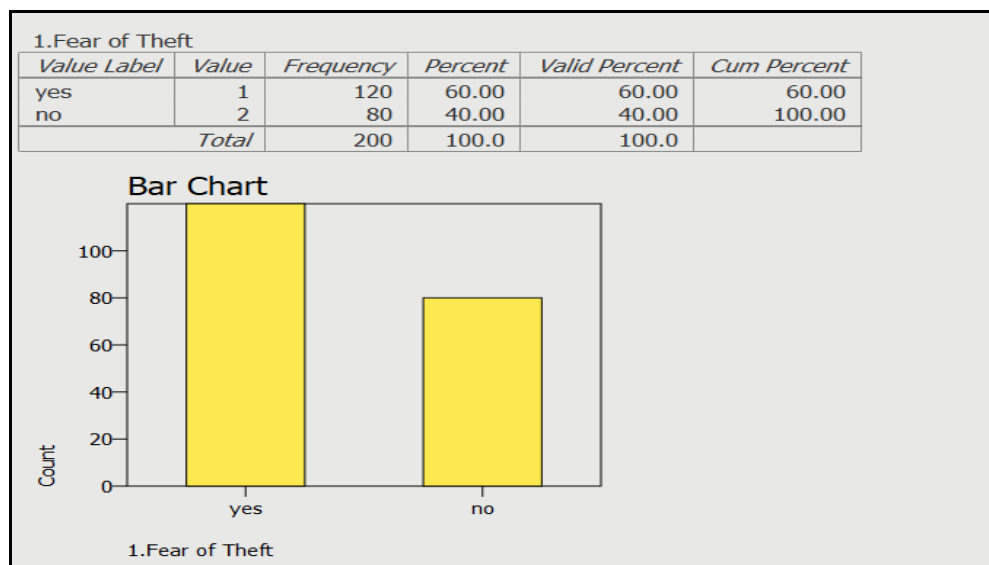 1.Fear of Theft
Value Label Value Frequency Percent Valid Percent Cum Percent
yes 1 120 60.00 60.00 60.00
no 2 80 40.00 40.00 100.00
Total 200 100.0 100.0
Bar Chart
100
80
60
40
20
0
Count
yes no
1.Fear of Theft